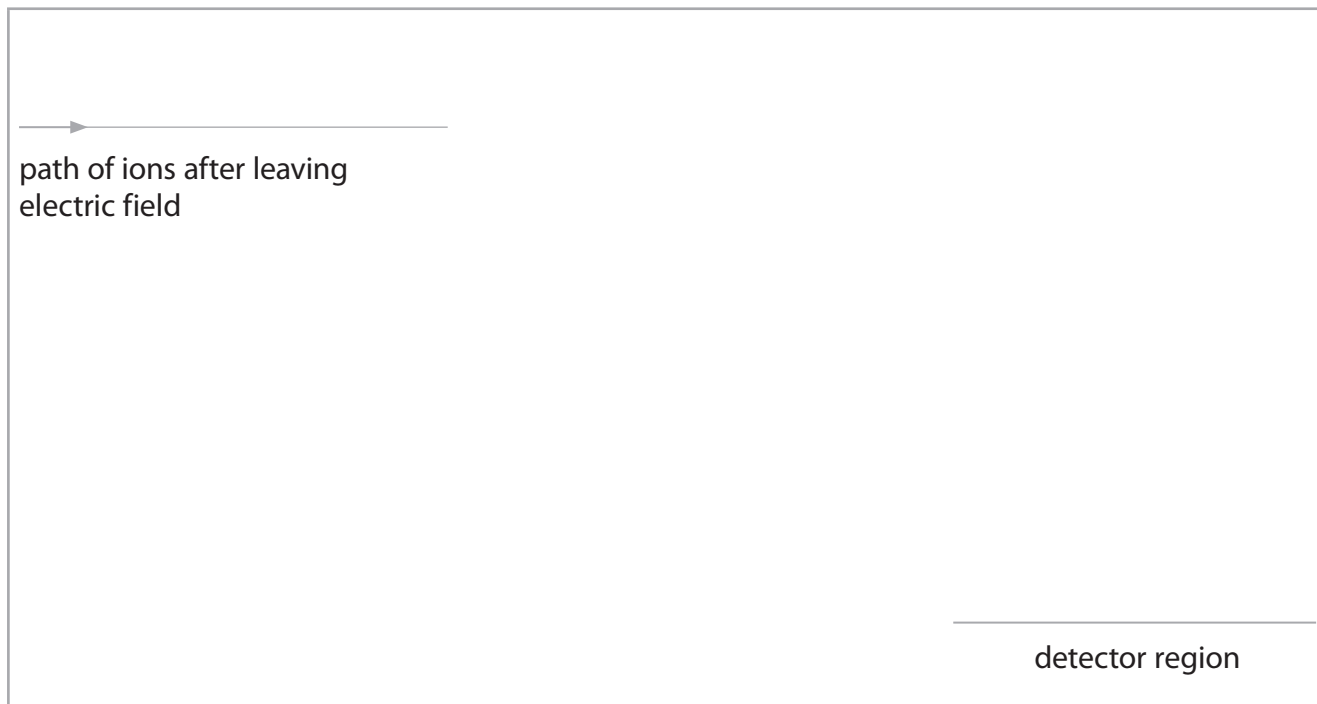 path of ions after leaving
electric field
detector region